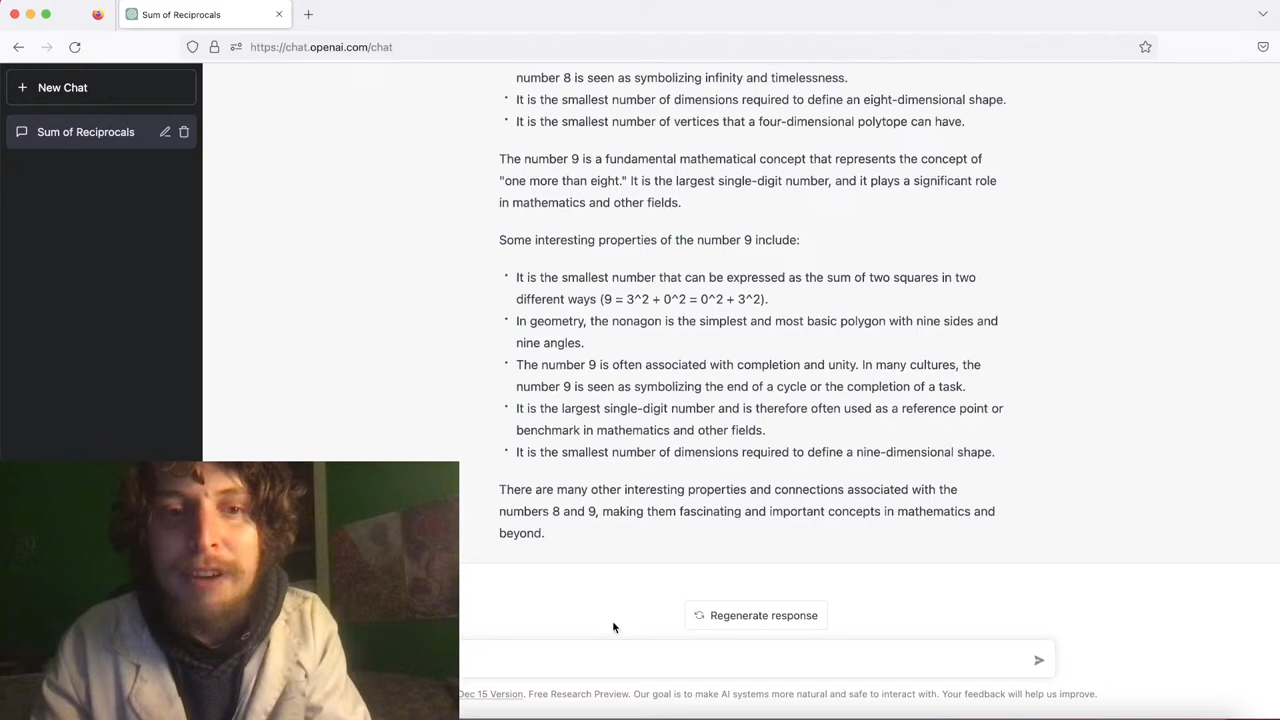 Sum of Reciprocals
https://chat.openai.com/chat
New Chat
Sum of Reciprocals
number 8 is seen as symbolizing infinity and timelessness.
• It is the smallest number of dimensions required to define an eight-dimensional shape.
• It is the smallest number of vertices that a four-dimensional polytope can have.
The number 9 is a fundamental mathematical concept that represents the concept of
"one more than eight." It is the largest single-digit number, and it plays a significant role
in mathematics and other fields.
Some interesting properties of the number 9 include:
• It is the smallest number that can be expressed as the sum of two squares in two
different ways (9 = 3^2 + 0^2 = 0^2 + 3^2).
• In geometry, the nonagon is the simplest and most basic polygon with nine sides and
nine angles.
• The number 9 is often associated with completion and unity. In many cultures, the
number 9 is seen as symbolizing the end of a cycle or the completion of a task.
• It is the largest single-digit number and is therefore often used as a reference point or
benchmark in mathematics and other fields.
• It is the smallest number of dimensions required to define a nine-dimensional shape.
There are many other interesting properties and connections associated with the
numbers 8 and 9, making them fascinating and important concepts in mathematics and
beyond.
Regenerate response
Dec 15 Version. Free Research Preview. Our goal is to make AI systems more natural and safe to interact with. Your feedback will help us improve.